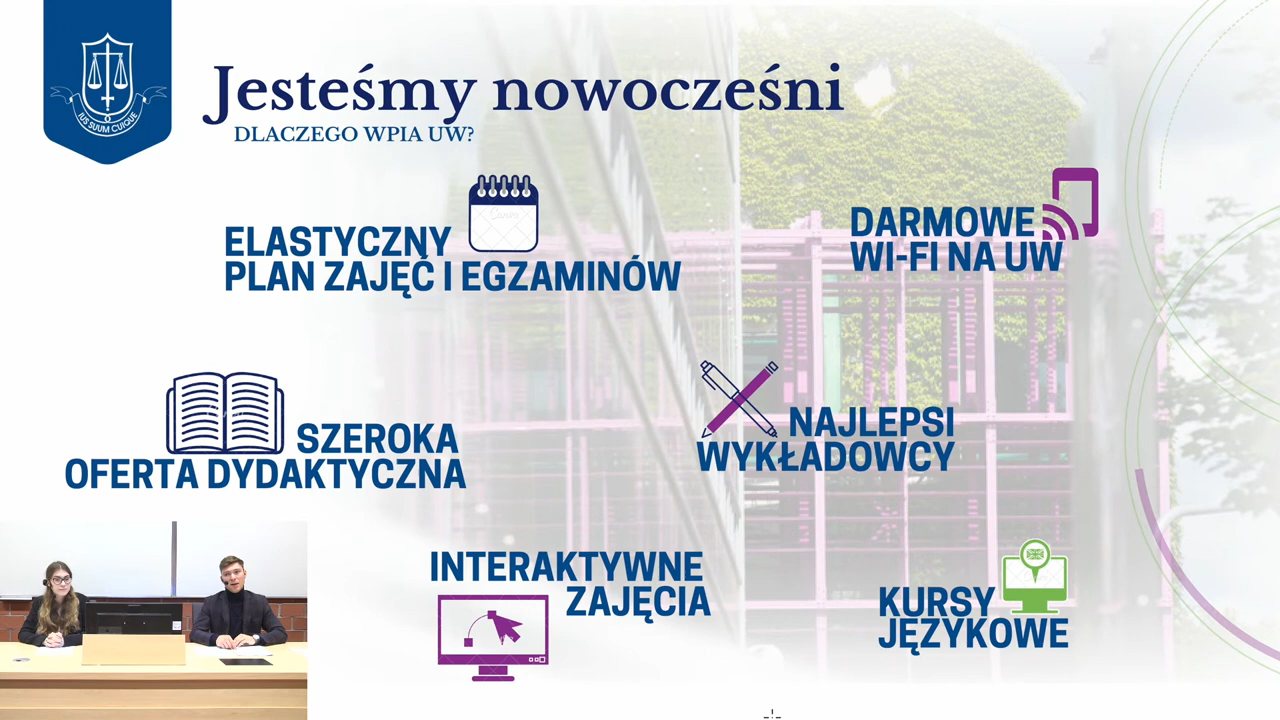 IUS SUUM CUIQUE
Jesteśmy nowocześni
DLACZEGO WPIA UW?
ELASTYCZNY
PLAN ZAJĘĆ I EGZAMINÓW
DARMOWE
WI-FI NA UW
SZEROKA
OFERTA DYDAKTYCZNA
NAJLEPSI
WYKŁADOWCY
INTERAKTYWNE
ZAJĘCIA
KURSY
JĘZYKOWE